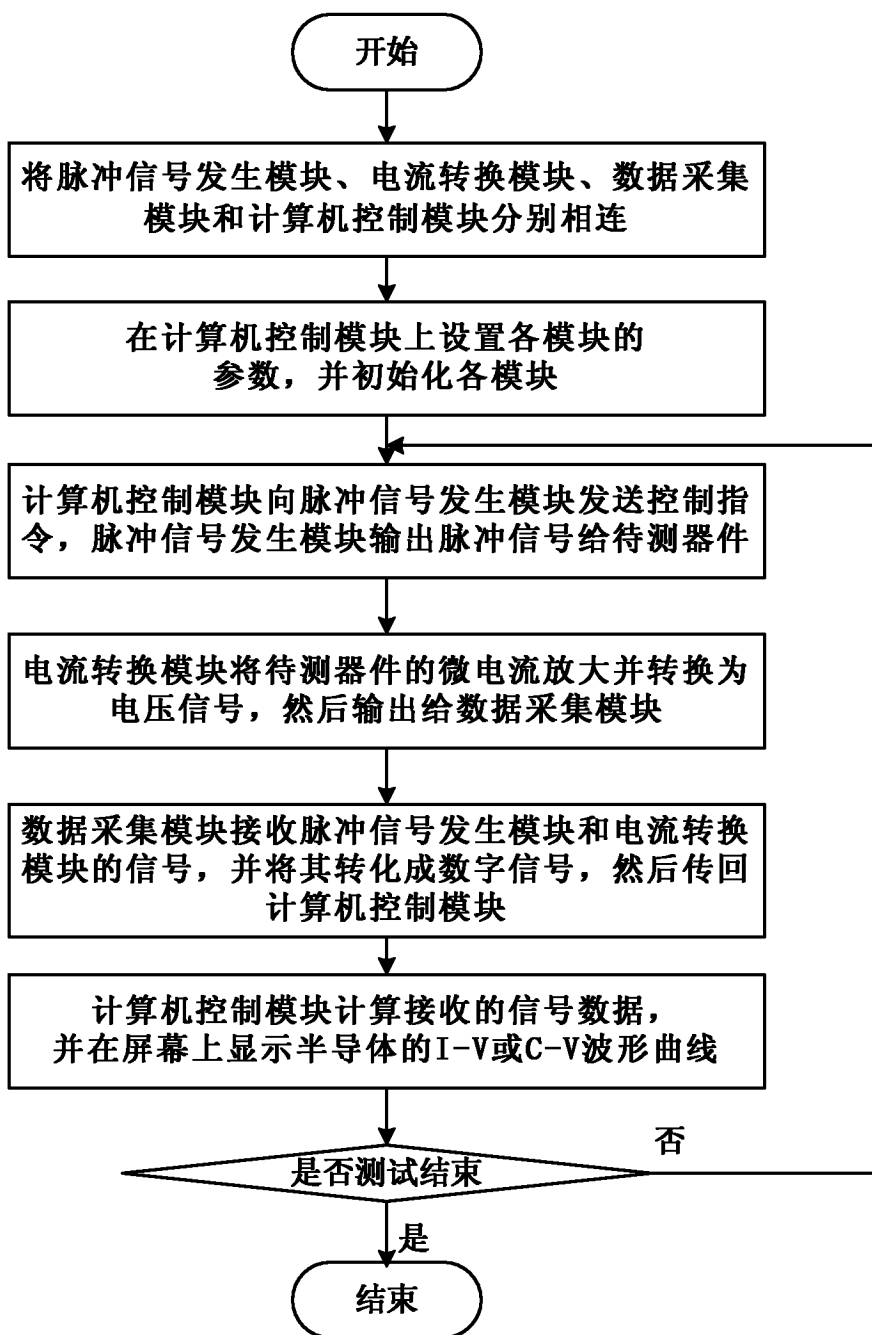 开始
将脉冲信号发生模块、电流转换模块、数据采集
模块和计算机控制模块分别相连
在计算机控制模块上设置各模块的
参数，并初始化各模块
计算机控制模块向脉冲信号发生模块发送控制指
令，脉冲信号发生模块输出脉冲信号给待测器件
电流转换模块将待测器件的微电流放大并转换为
电压信号，然后输出给数据采集模块
数据采集模块接收脉冲信号发生模块和电流转换
模块的信号，并将其转化成数字信号，然后传回
计算机控制模块
计算机控制模块计算接收的信号数据，
并在屏幕上显示半导体的I-V或C-V波形曲线
否
是否测试结束
是
结束